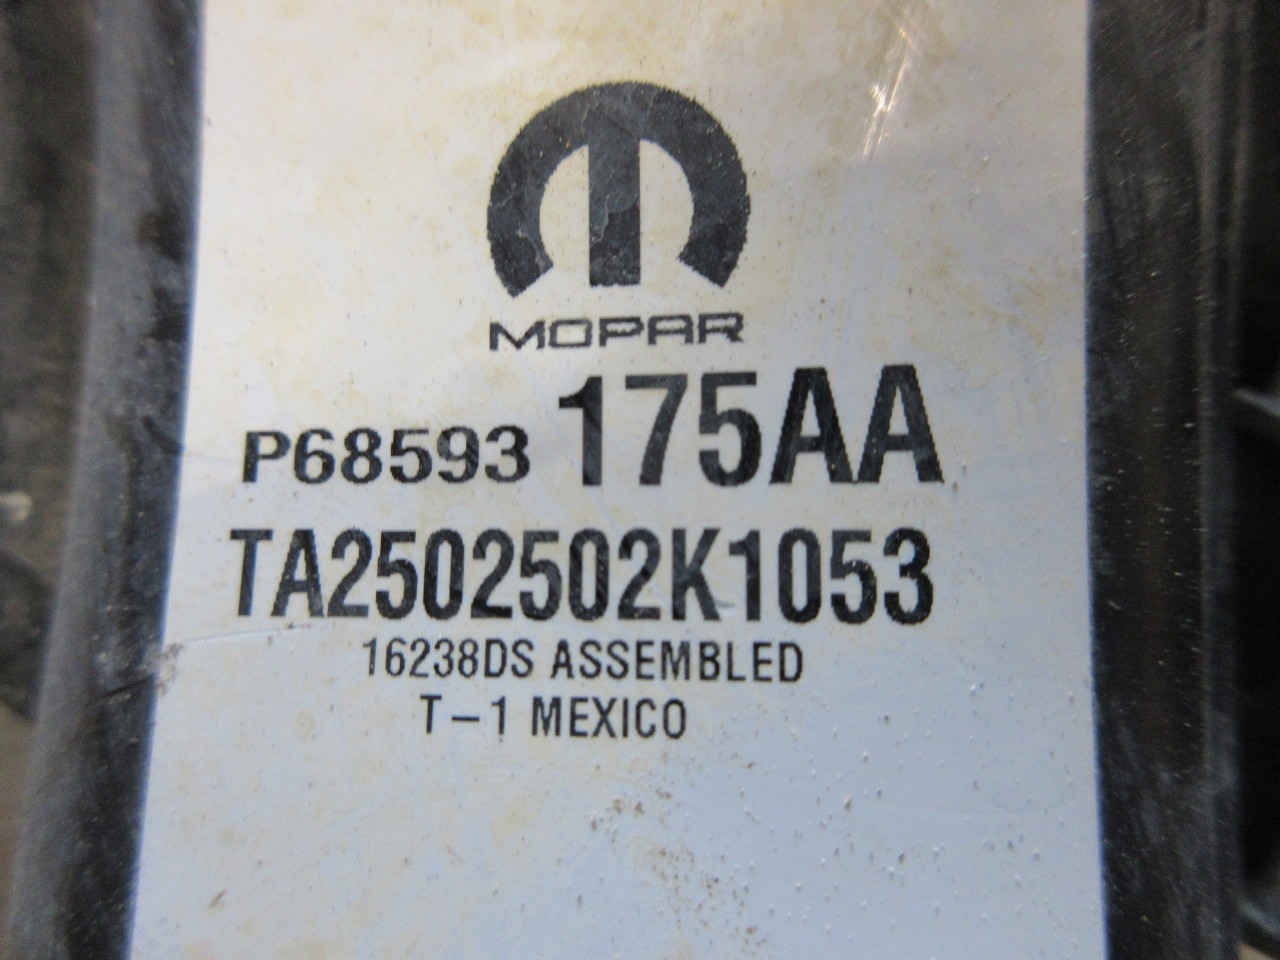 MOPAR
P68593 175AA
TA2502502K1053
16238DS ASSEMBLED
T-1 MEXICO